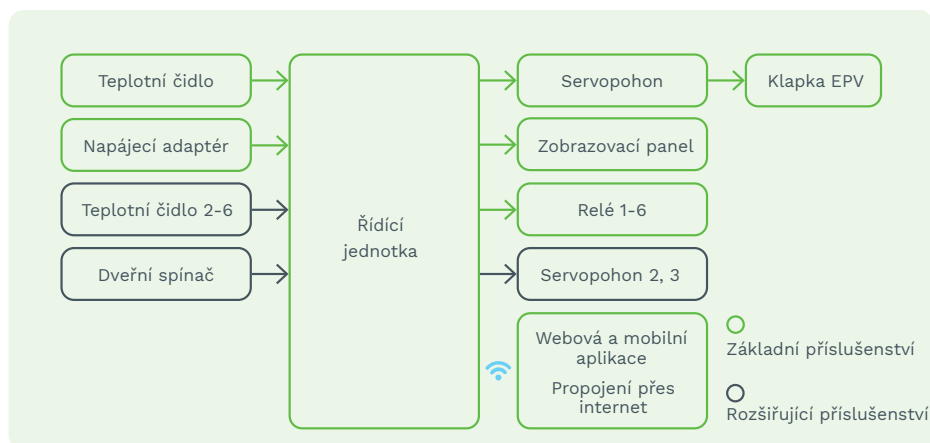 Teplotní čidlo
Napájecí adaptér
Teplotní čidlo 2-6
Dveřní spínač
Řídící
jednotka
Servopohon
Klapka EPV
Zobrazovací panel
Relé 1-6
Servopohon 2, 3
Webová a mobilní
aplikace
Propojení přes
internet
Základní příslušenství
Rozšiřující příslušenství